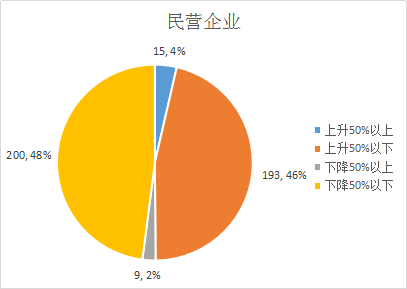 民营企业
15, 4%
193, 46%
9, 2%
200, 48%
上升50%以上
上升50%以下
下降50%以上
下降50%以下